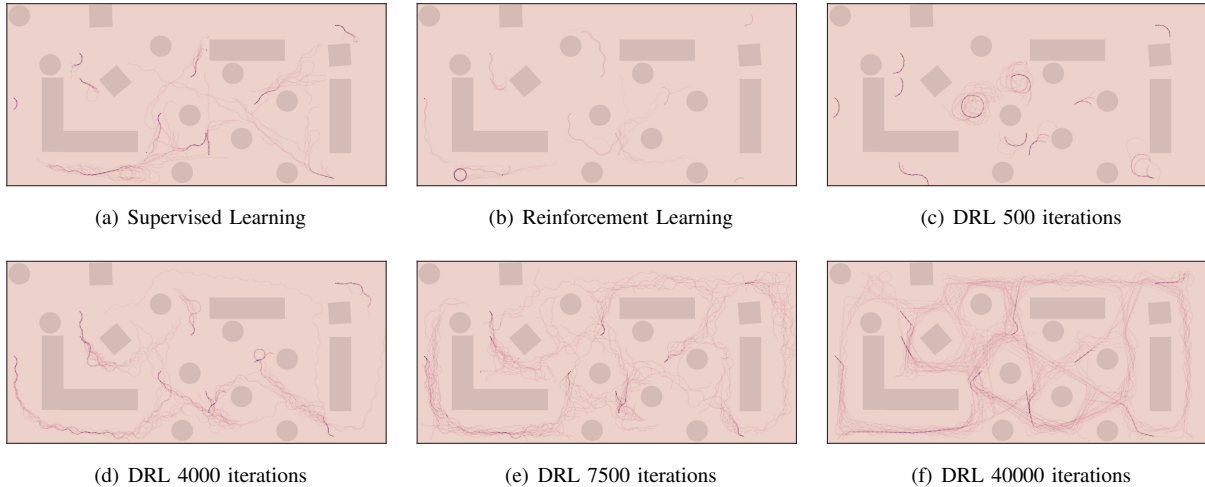 (a) Supervised Learning
(b) Reinforcement Learning
(c) DRL 500 iterations
(d) DRL 4000 iterations
(e) DRL 7500 iterations
(f) DRL 40000 iterations